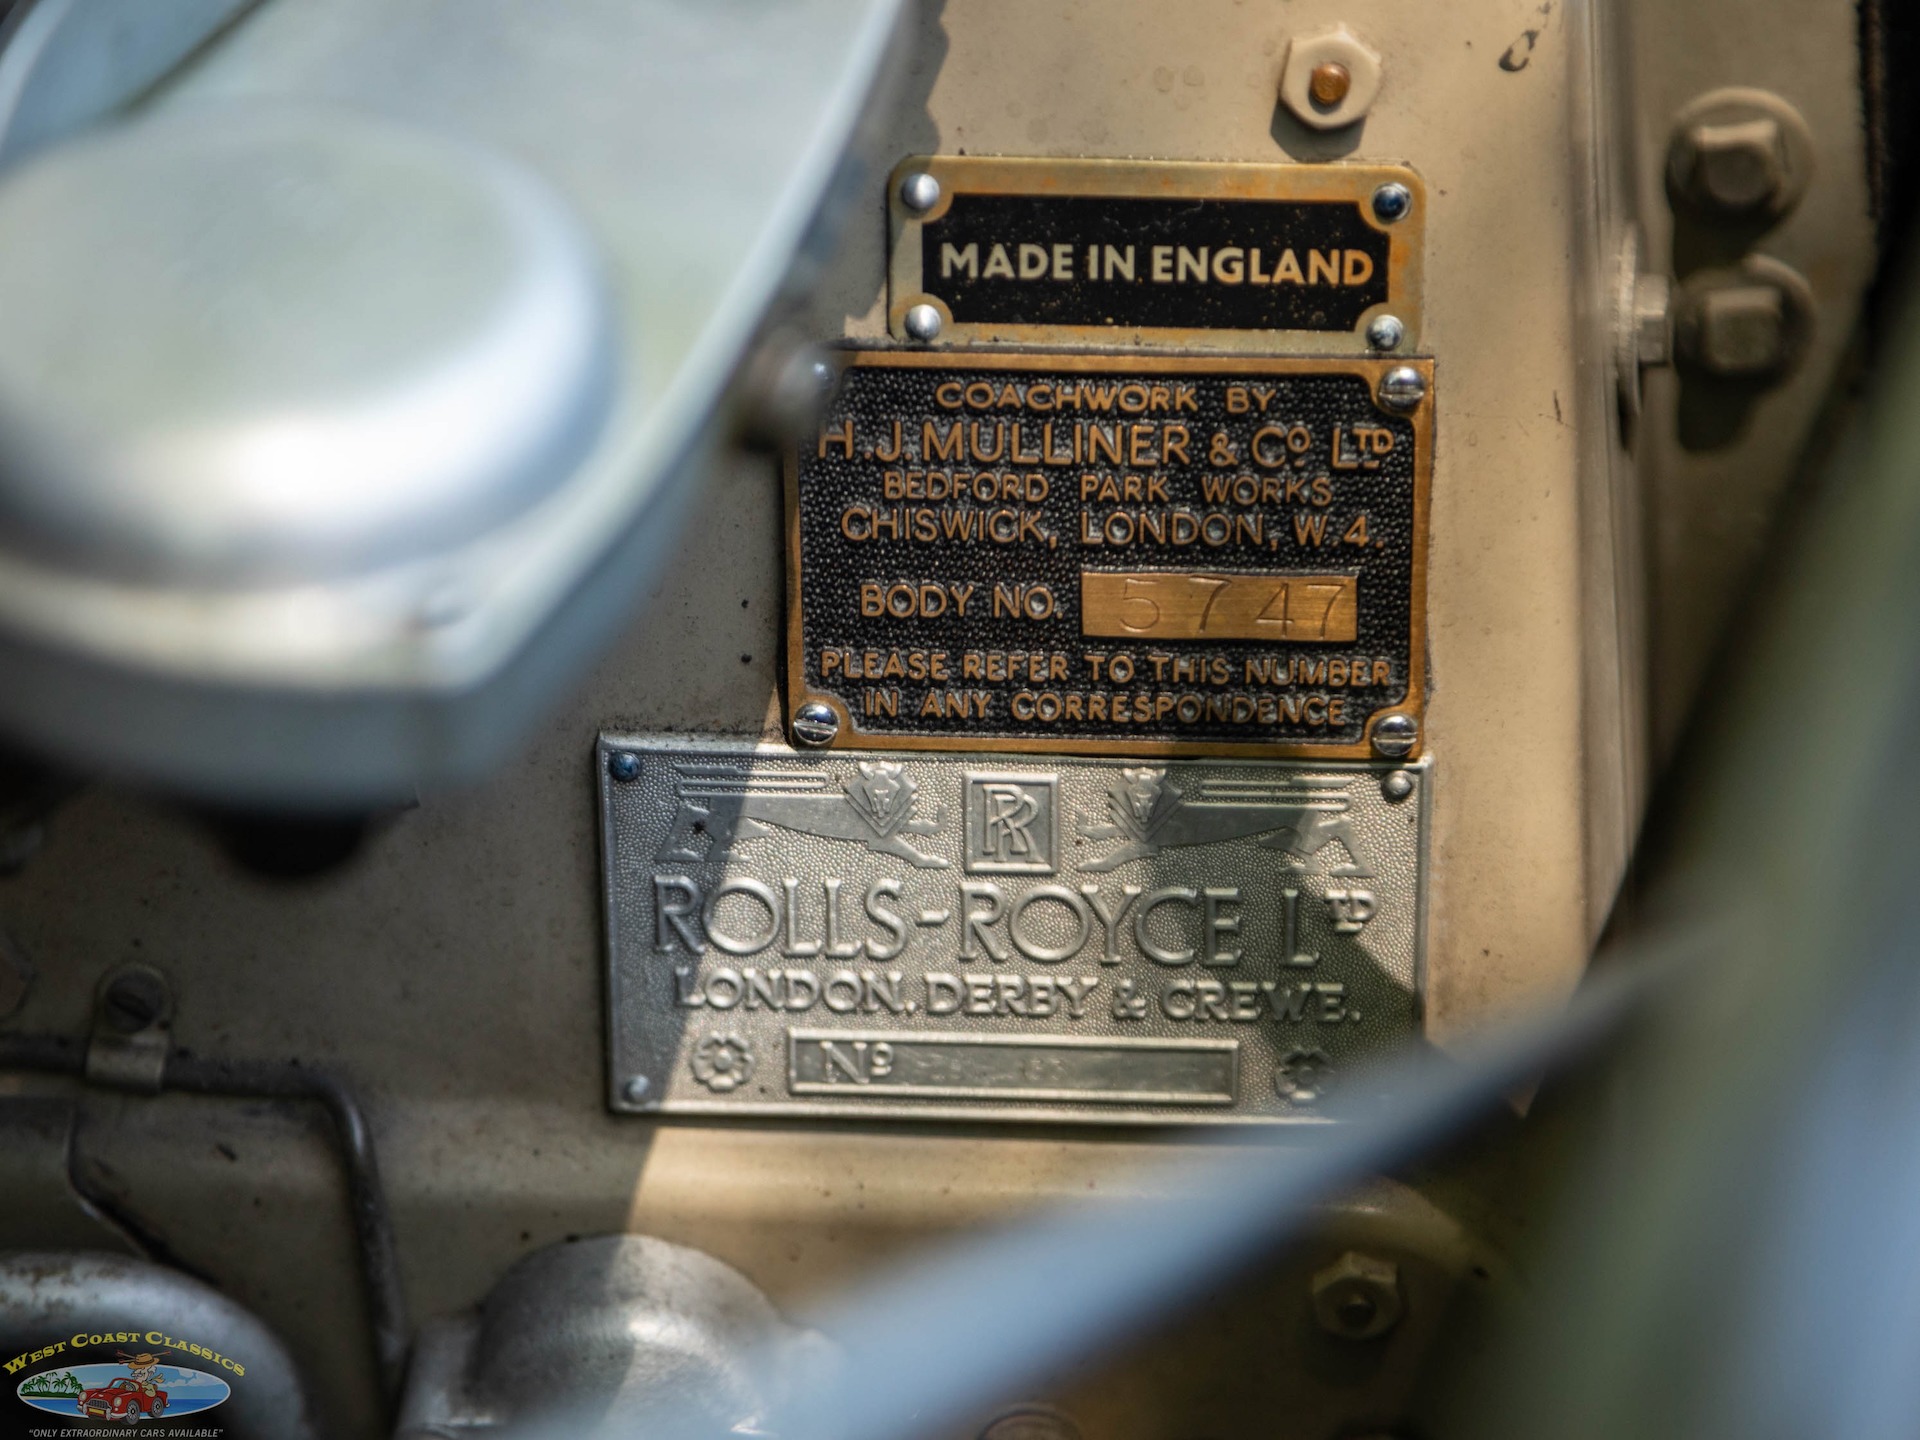 MADE IN ENGLAND
COACHWORK BY
H.J. MULLINER & Cº LTD
BEDFORD PARK WORKS
CHISWICK, LONDON, W.4.
BODY NO. 5747
PLEASE REFER TO THIS NUMBER
IN ANY CORRESPONDENCE
RR
ROLLS-ROYCE LTD
LONDON. DERBY & CREWE.
Nº
WEST COAST CLASSICS
"ONLY EXTRAORDINARY CARS AVAILABLE"